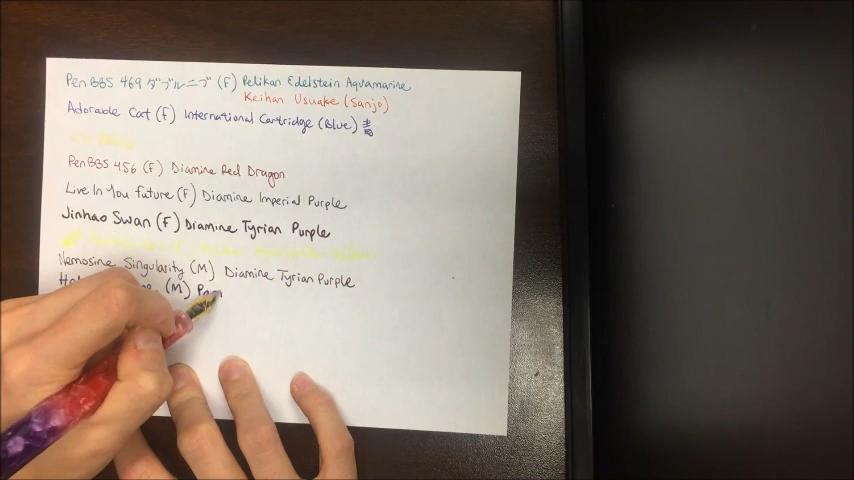 PenBBS 469 ダブルニブ (F) Pelikan Edelstein Aquamarine
Keihan Usuake (Sanjo)
Adorable Cat (F) International Cartridge (Blue) 青
PenBBS 456 (F) Diamine Red Dragon
Live In You future (F) Diamine Imperial Purple
Jinhao Swan (F) Diamine Tyrian Purple
Nemosine Singularity (M) Diamine Tyrian Purple
(M)